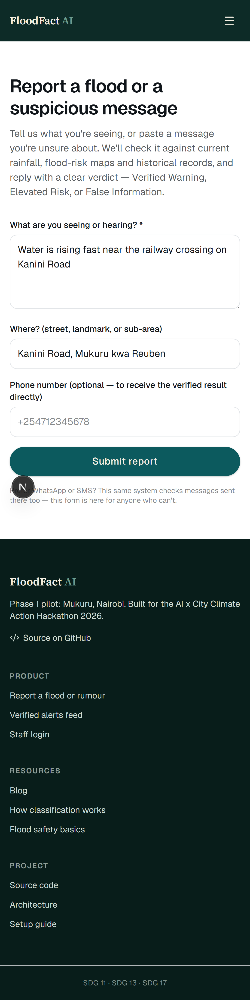 FloodFact AI
Report a flood or a
suspicious message
Tell us what you're seeing, or paste a message
you're unsure about. We'll check it against current
rainfall, flood-risk maps and historical records, and
reply with a clear verdict — Verified Warning,
Elevated Risk, or False Information.
What are you seeing or hearing? *
Water is rising fast near the railway crossing on
Kanini Road
Where? (street, landmark, or sub-area)
Kanini Road, Mukuru kwa Reuben
Phone number (optional — to receive the verified result
directly)
+254712345678
Submit report
N
Prefer WhatsApp or SMS? This same system checks messages sent
there too — this form is here for anyone who can't.
FloodFact AI
Phase 1 pilot: Mukuru, Nairobi. Built for the AI x City Climate
Action Hackathon 2026.
</> Source on GitHub
PRODUCT
Report a flood or rumour
Verified alerts feed
Staff login
RESOURCES
Blog
How classification works
Flood safety basics
PROJECT
Source code
Architecture
Setup guide
SDG 11 · SDG 13 · SDG 17